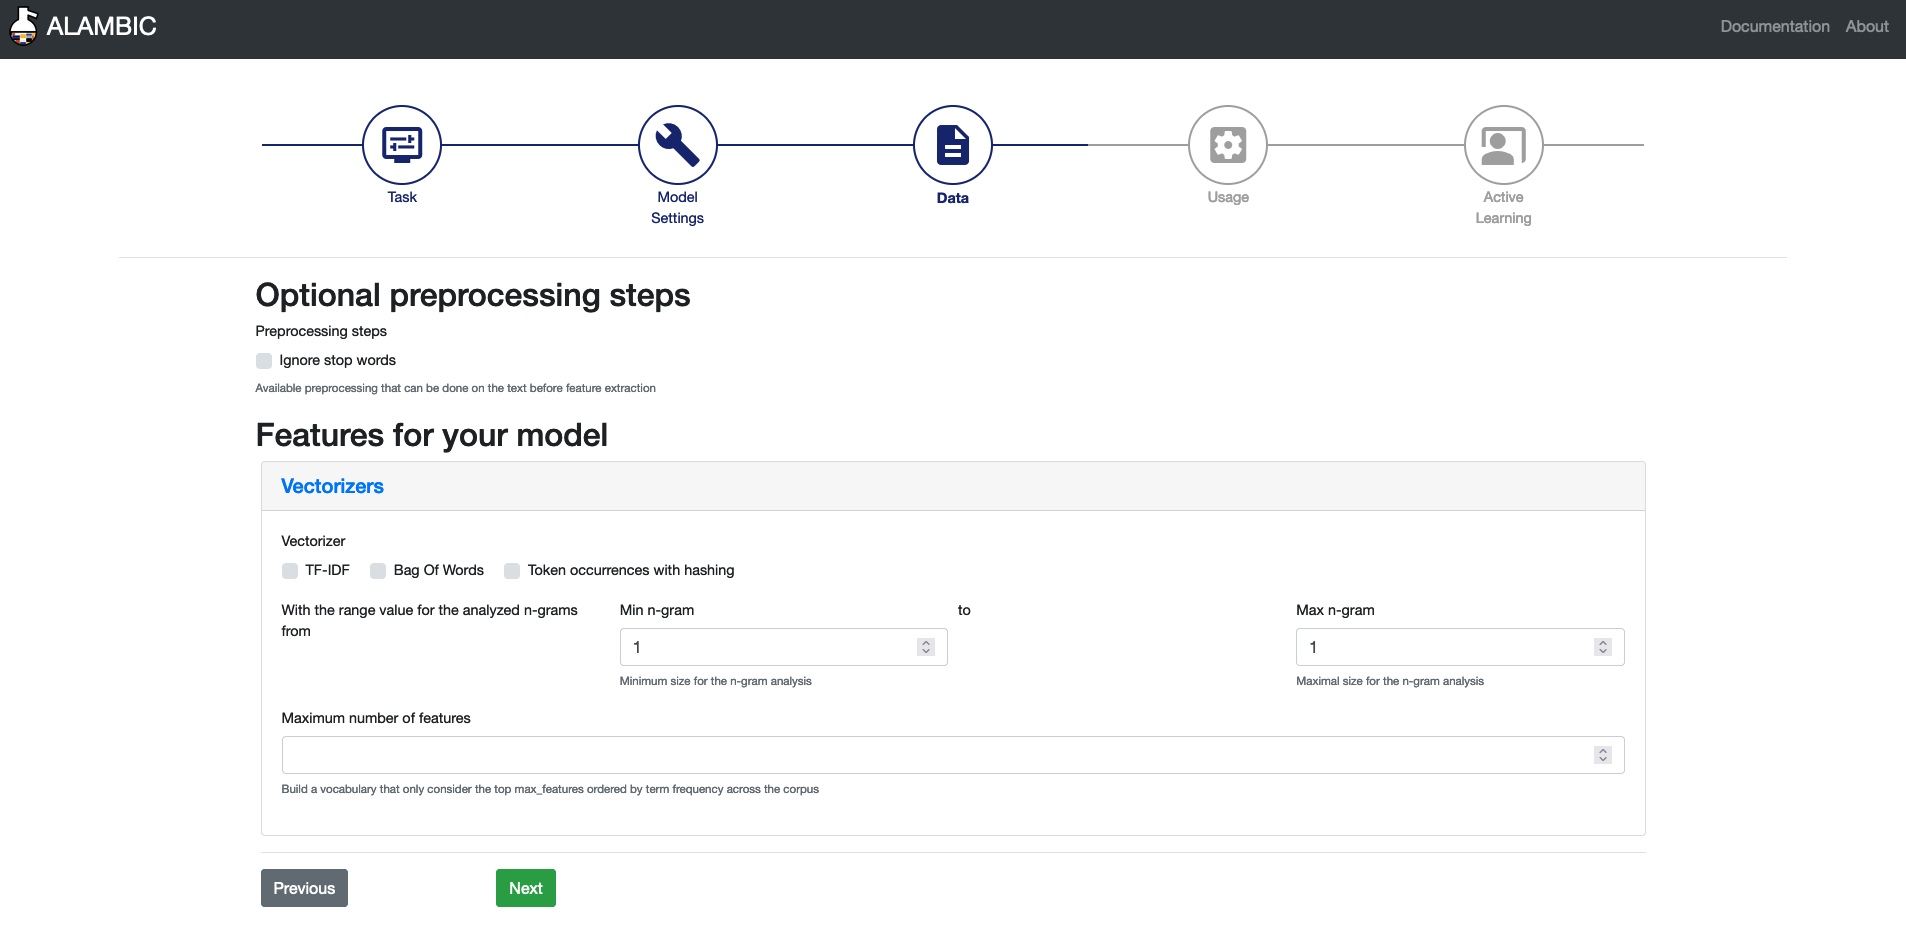 ALAMBIC
Documentation About
Task
Model
Settings
Data
Usage
Active
Learning
Optional preprocessing steps
Preprocessing steps
Ignore stop words
Available preprocessing that can be done on the text before feature extraction
Features for your model
Vectorizers
Vectorizer
TF-IDF Bag Of Words Token occurrences with hashing
With the range value for the analyzed n-grams
from
Min n-gram
1
Minimum size for the n-gram analysis
to
Max n-gram
1
Maximal size for the n-gram analysis
Maximum number of features
Build a vocabulary that only consider the top max_features ordered by term frequency across the corpus
Previous Next